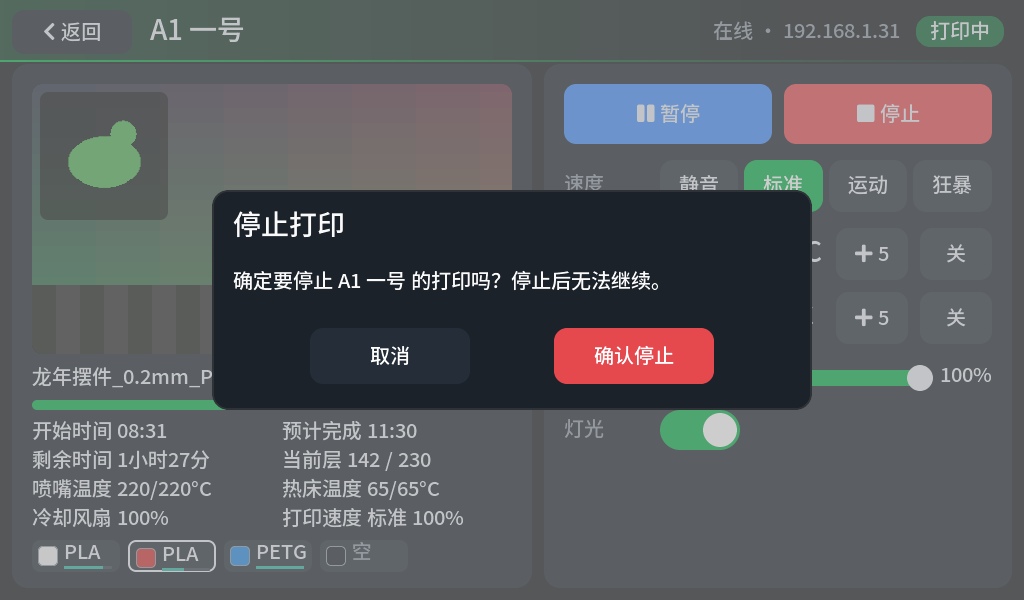 返回
A1 一号
在线 • 192.168.1.31
打印中
暂停
停止
速度
静音
标准
运动
狂暴
停止打印
确定要停止 A1 一号 的打印吗？停止后无法继续。
取消
确认停止
5
关
5
关
龙年摆件_0.2mm_P
100%
开始时间 08:31
预计完成 11:30
灯光
剩余时间 1小时27分
当前层 142 / 230
喷嘴温度 220/220°C
热床温度 65/65°C
冷却风扇 100%
打印速度 标准 100%
PLA
PLA
PETG
空